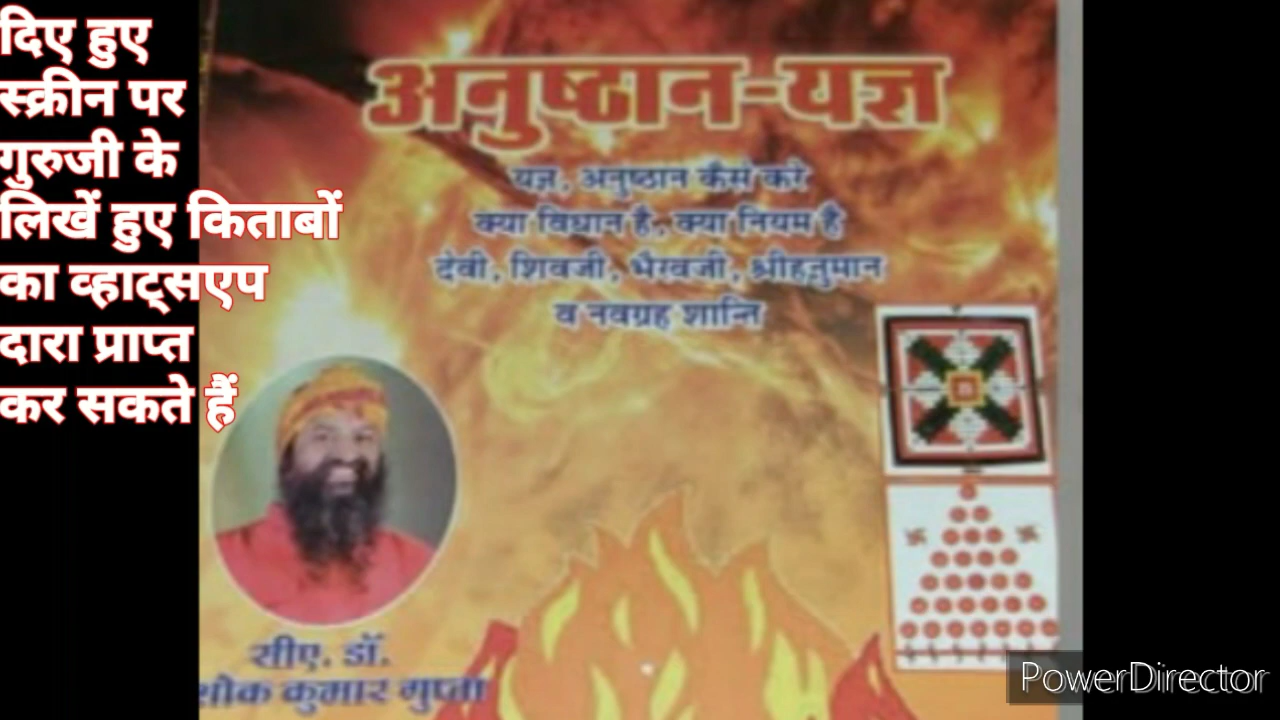 दिए हुए
स्क्रीन पर
गुरुजी के
लिखें हुए किताबों
का व्हाट्सएप
दारा प्राप्त
कर सकते हैं
अनुष्ठान-यज्ञ
यज्ञ, अनुष्ठान कैसे करे
क्या विधान है, क्या नियम है
देवी, शिवजी, भैरवजी, श्रीहनुमान
व नवग्रह शान्ति
सीए. डॉ.
शोक कुमार गुप्ता
PowerDirector